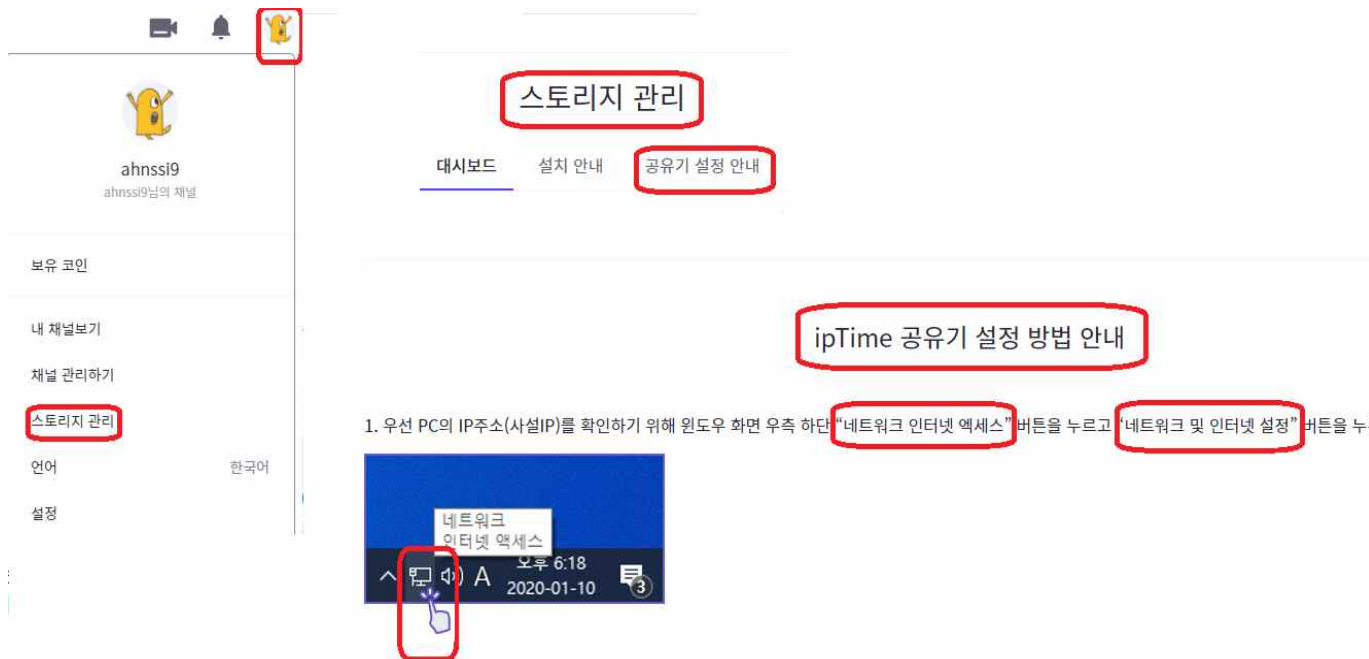 ahnssi9
ahnssi9님의 채널
보유 코인
내 채널보기
채널 관리하기
스토리지 관리
언어 한국어
설정
스토리지 관리
대시보드 설치 안내 공유기 설정 안내
ipTime 공유기 설정 방법 안내
1. 우선 PC의 IP주소(사설IP)를 확인하기 위해 윈도우 화면 우측 하단 “네트워크 인터넷 엑세스” 버튼을 누르고 “네트워크 및 인터넷 설정” 버튼을 누
네트워크
인터넷 액세스
A 오후 6:18
2020-01-10 3